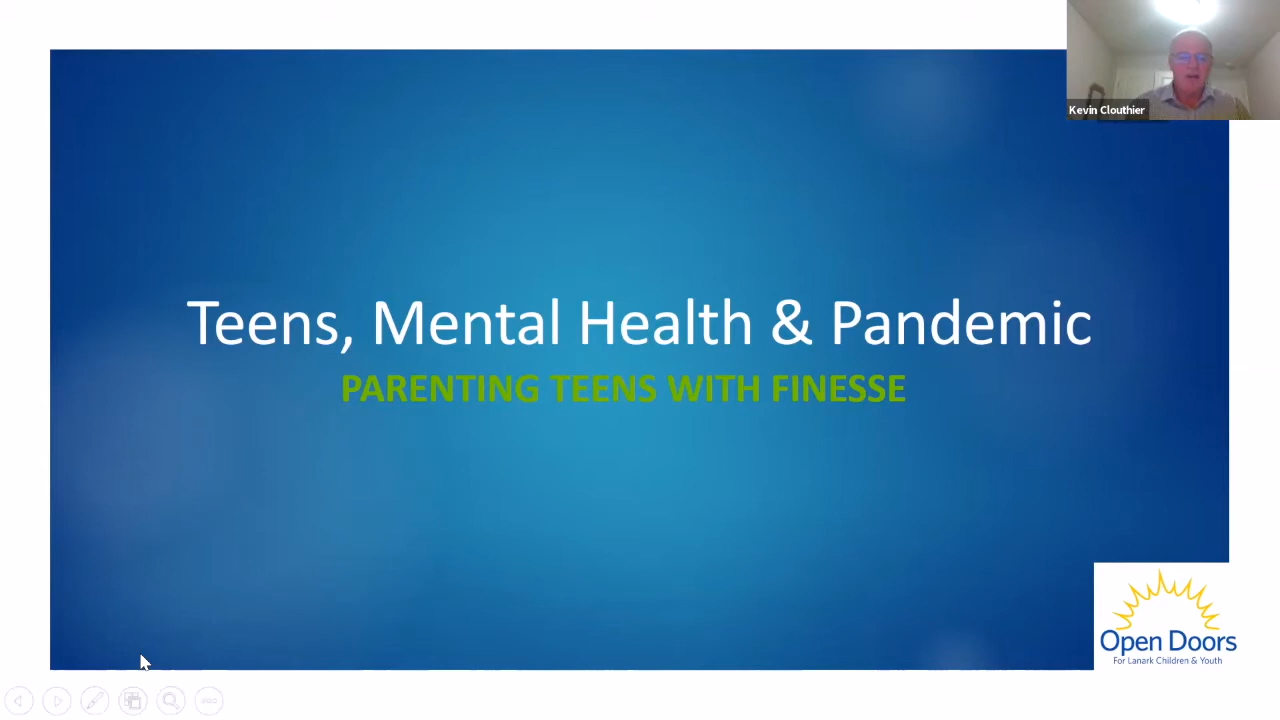 Kevin Clouthier
Teens, Mental Health & Pandemic
PARENTING TEENS WITH FINESSE
Open Doors
For Lanark Children & Youth